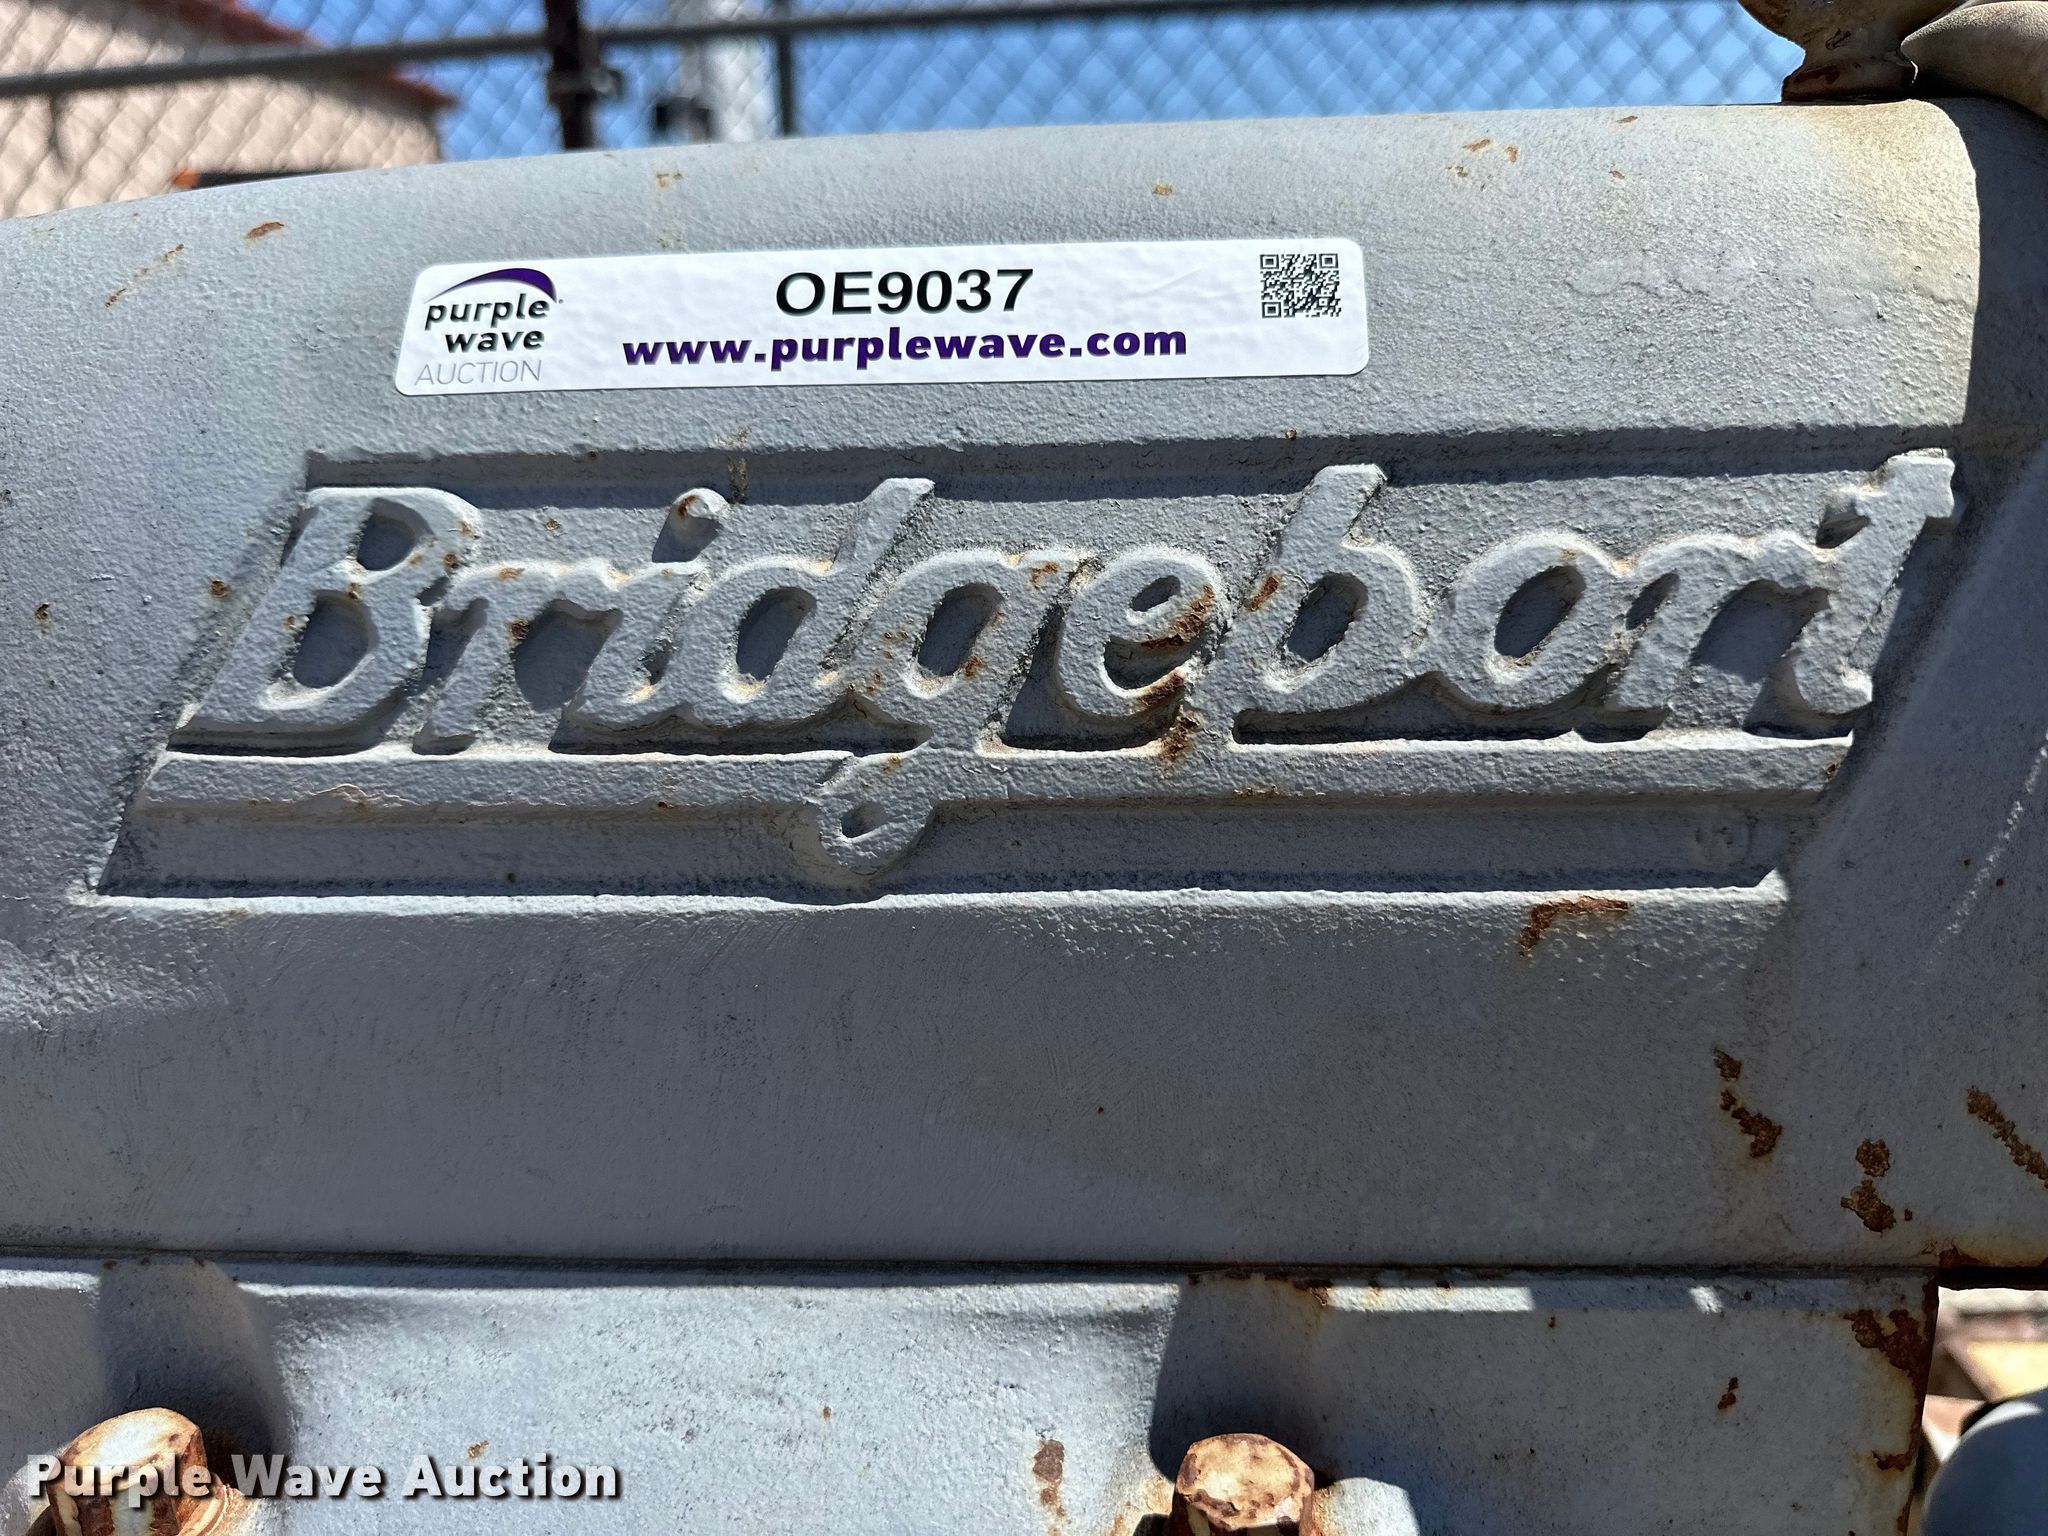 purple
wave
AUCTION
OE9037
www.purplewave.com
Bridgeport
Purple Wave Auction